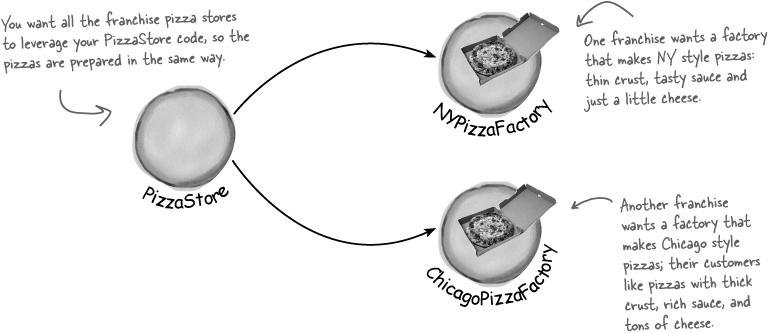 You want all the franchise pizza stores
to leverage your PizzaStore code, so the
pizzas are prepared in the same way.
PizzaStore
NYPizzaFactory
One franchise wants a factory
that makes NY style pizzas:
thin crust, tasty sauce and
just a little cheese.
ChicagoPizzaFactory
Another franchise
wants a factory that
makes Chicago style
pizzas; their customers
like pizzas with thick
crust, rich sauce, and
tons of cheese.